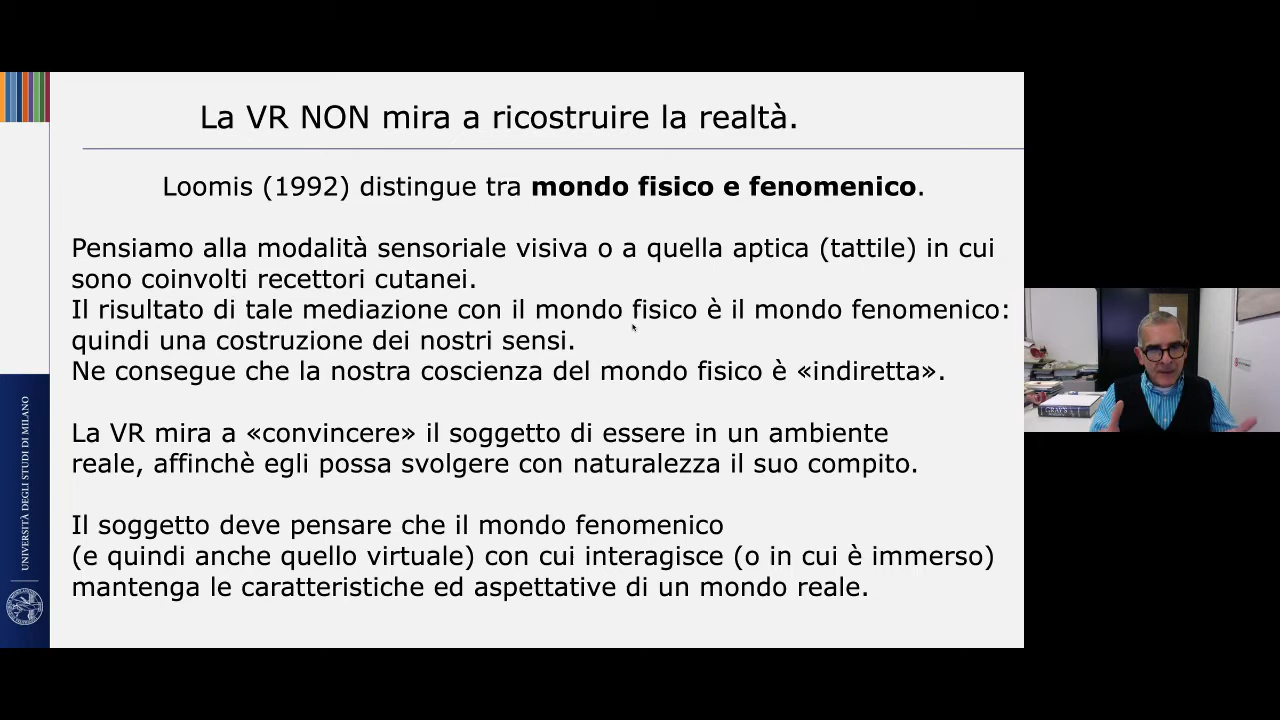 La VR NON mira a ricostruire la realtà.
Loomis (1992) distingue tra mondo fisico e fenomenico.
Pensiamo alla modalità sensoriale visiva o a quella aptica (tattile) in cui
sono coinvolti recettori cutanei.
Il risultato di tale mediazione con il mondo fisico è il mondo fenomenico:
quindi una costruzione dei nostri sensi.
Ne consegue che la nostra coscienza del mondo fisico è «indiretta».
La VR mira a «convincere» il soggetto di essere in un ambiente
reale, affinchè egli possa svolgere con naturalezza il suo compito.
Il soggetto deve pensare che il mondo fenomenico
(e quindi anche quello virtuale) con cui interagisce (o in cui è immerso)
mantenga le caratteristiche ed aspettative di un mondo reale.
UNIVERSITÀ DEGLI STUDI DI MILANO
GRAY'S